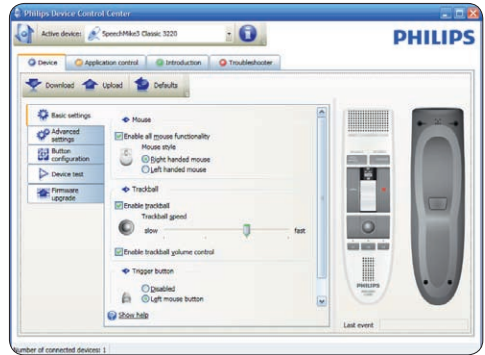 Philips Device Control Center
Active device: SpeechMike3 Classic 3220
PHILIPS
Device Application control Introduction Troubleshooter
Download Upload Defaults
Basic settings
Advanced settings
Button configuration
Device test
Firmware upgrade
Mouse
Enable all mouse functionality
Mouse style
Right handed mouse
Left handed mouse
Trackball
Enable trackball
Trackball speed
slow fast
Enable trackball volume control
Trigger button
Disabled
Left mouse button
Show help
PHILIPS
Last event
Number of connected devices: 1